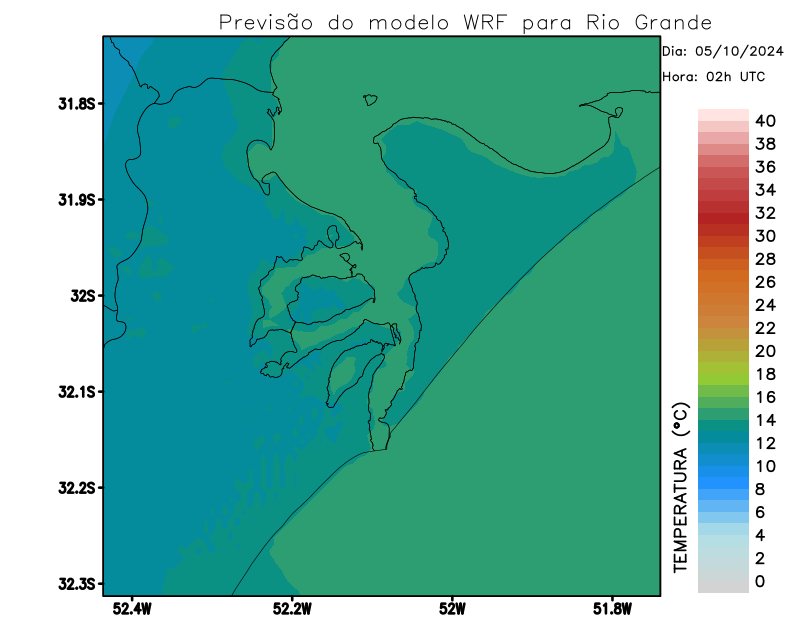 Previsão do modelo WRF para Rio Grande
Dia: 05/10/2024
Hora: 02h UTC
31.8S
31.9S
32S
32.1S
32.2S
32.3S
52.4W
52.2W
52W
51.8W
TEMPERATURA (°C)
40
38
36
34
32
30
28
26
24
22
20
18
16
14
12
10
8
6
4
2
0